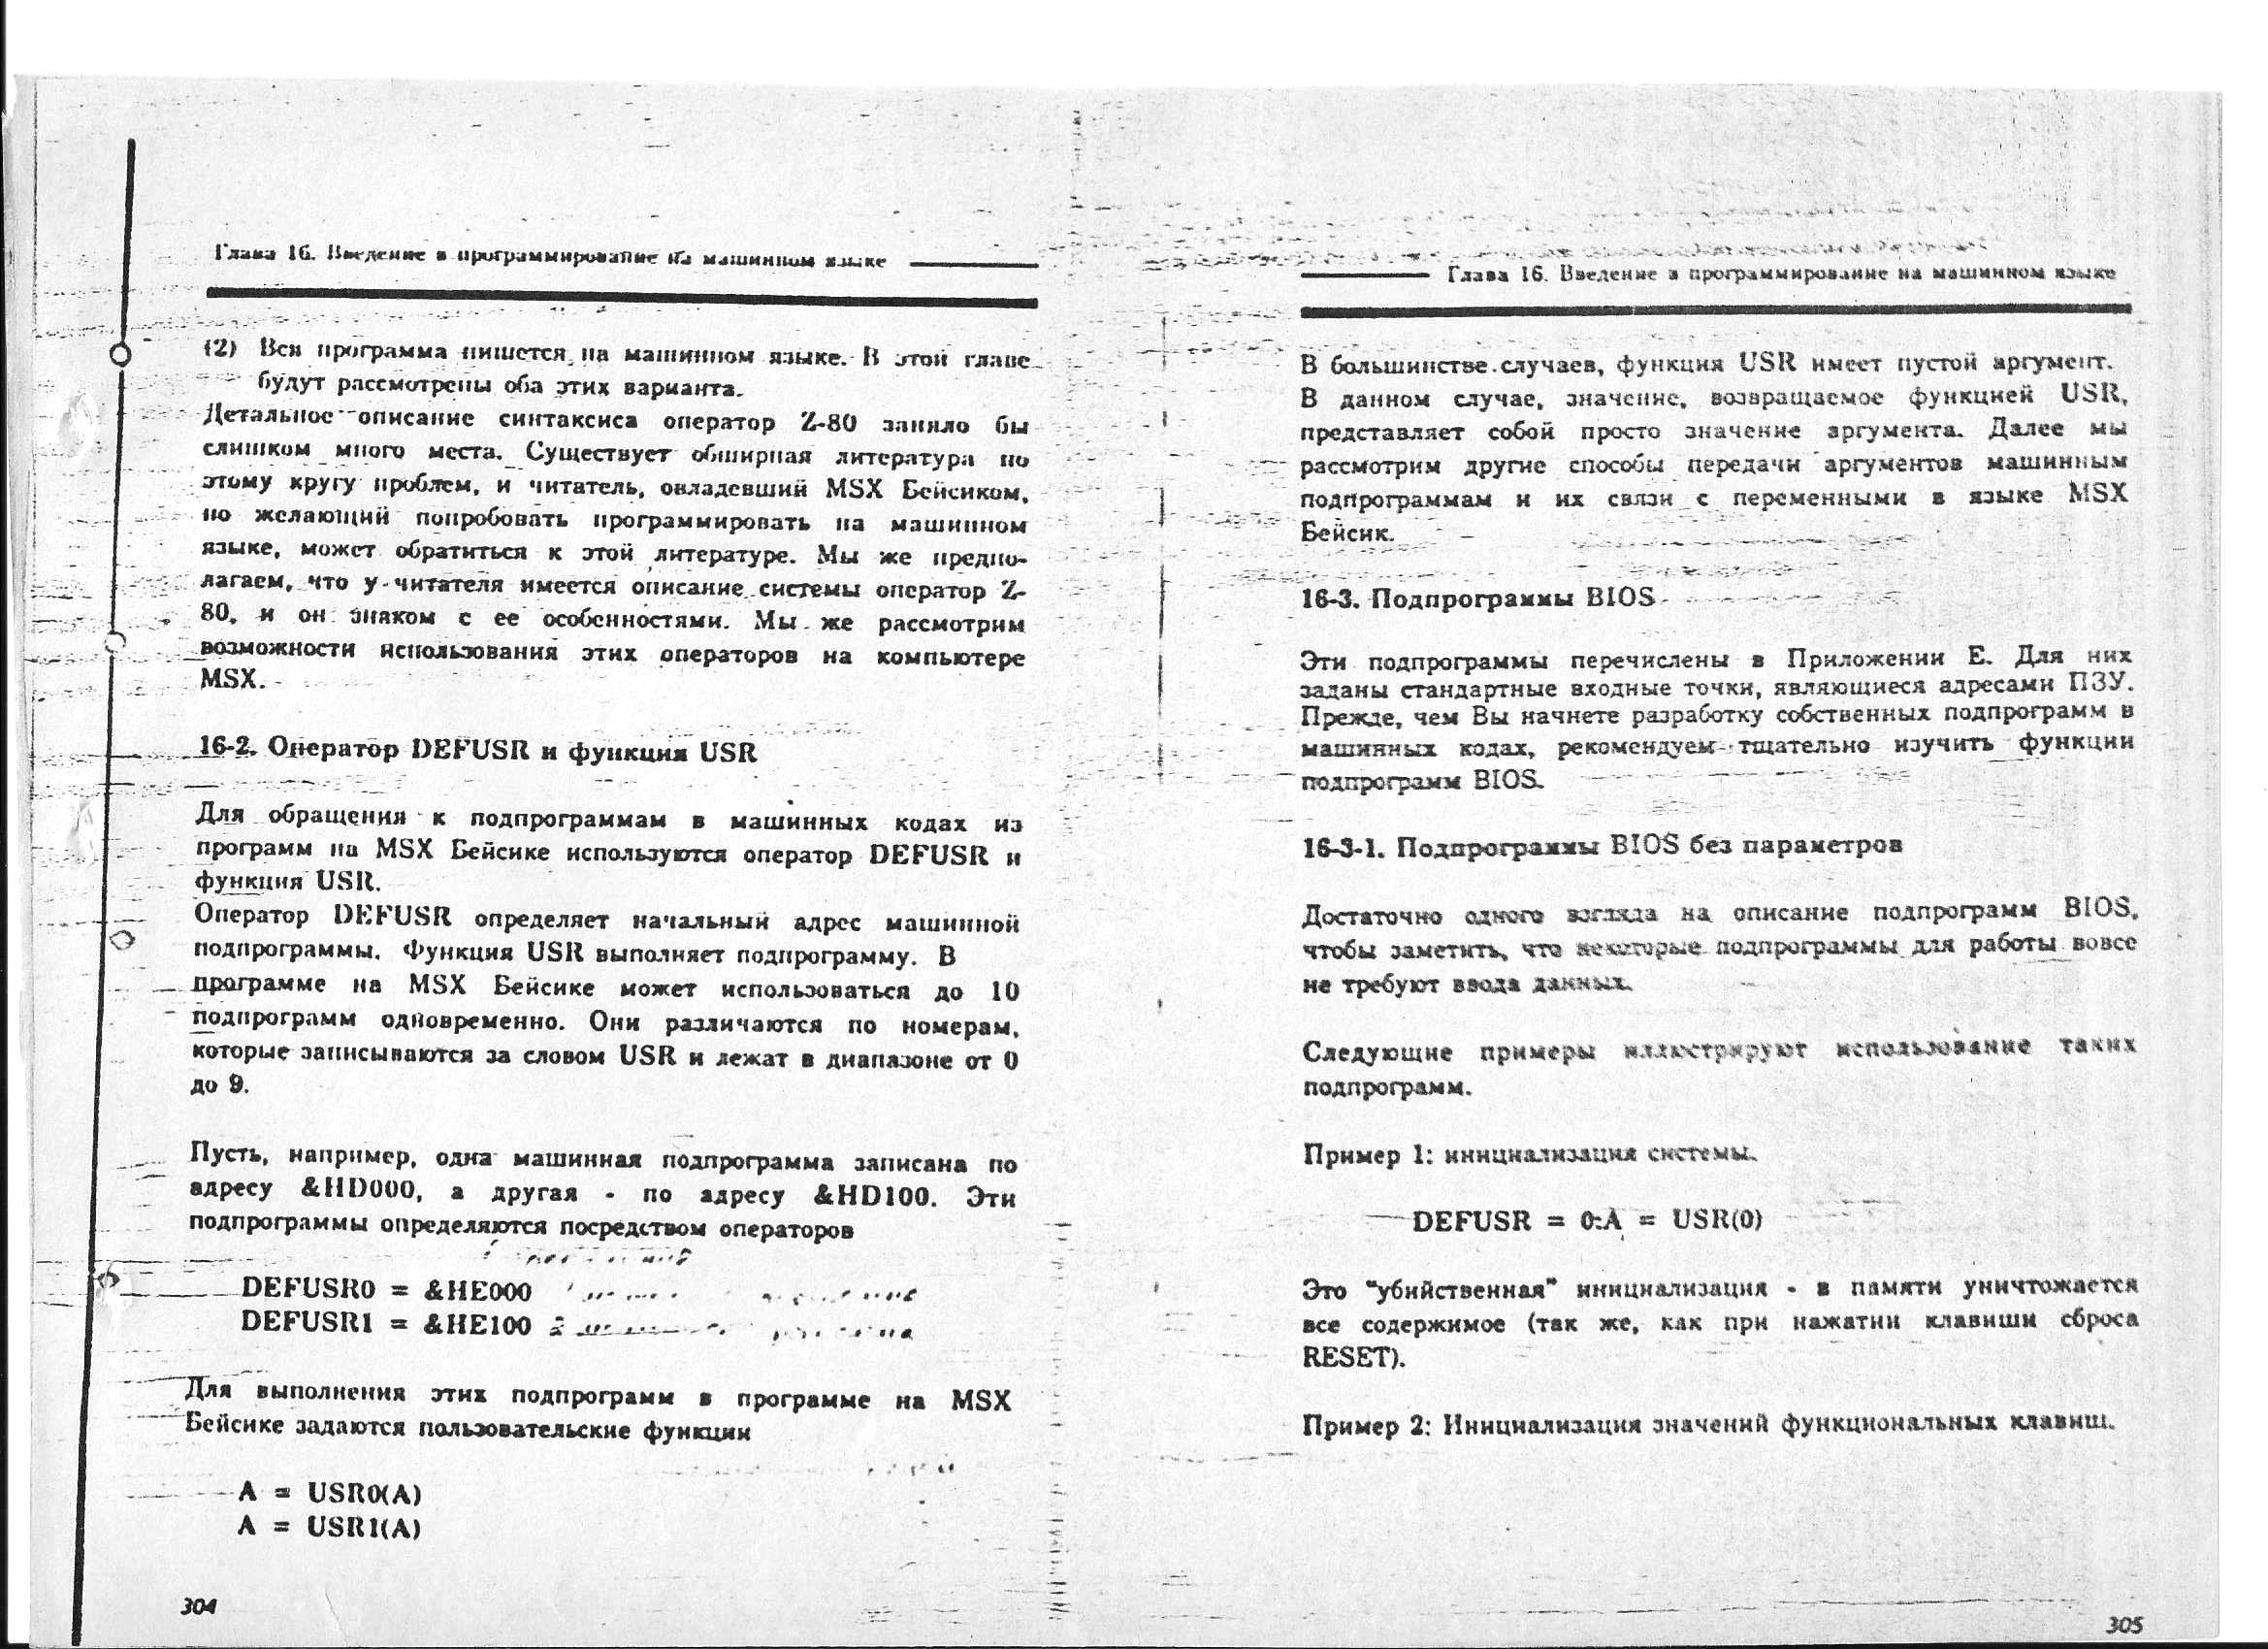 Глава 16. Введение в программирование на машинном языке
(2) Вся программа пишется на машинном языке. В этой главе
будут рассмотрены оба этих варианта.
Детальное описание синтаксиса оператор Z-80 заняло бы
слишком много места. Существует обширная литература по
этому кругу проблем, и читатель, овладевший MSX Бейсиком,
но желающий попробовать программировать на машинном
языке, может обратиться к этой литературе. Мы же предпо-
лагаем, что у читателя имеется описание системы оператор Z-
80, и он знаком с ее особенностями. Мы же рассмотрим
возможности использования этих операторов на компьютере
MSX.
16-2. Оператор DEFUSR и функция USR
Для обращения к подпрограммам в машинных кодах из
программ на MSX Бейсике используются оператор DEFUSR и
функция USR.
Оператор DEFUSR определяет начальный адрес машинной
подпрограммы. Функция USR выполняет подпрограмму. В
программе на MSX Бейсике может использоваться до 10
подпрограмм одновременно. Они различаются по номерам,
которые записываются за словом USR и лежат в диапазоне от 0
до 9.
Пусть, например, одна машинная подпрограмма записана по
адресу &HD000, а другая - по адресу &HD100. Эти
подпрограммы определяются посредством операторов
DEFUSR0 = &HE000
DEFUSR1 = &HE100
Для выполнения этих подпрограмм в программе на MSX
Бейсике задаются пользовательские функции
A = USR0(A)
A = USR1(A)
304
Глава 16. Введение в программирование на машинном языке
В большинстве случаев, функция USR имеет пустой аргумент.
В данном случае, значение, возвращаемое функцией USR,
представляет собой просто значение аргумента. Далее мы
рассмотрим другие способы передачи аргументов машинным
подпрограммам и их связи с переменными в языке MSX
Бейсик.
16-3. Подпрограммы BIOS
Эти подпрограммы перечислены в Приложении Е. Для них
заданы стандартные входные точки, являющиеся адресами ПЗУ.
Прежде, чем Вы начнете разработку собственных подпрограмм в
машинных кодах, рекомендуем тщательно изучить функции
подпрограмм BIOS.
16-3-1. Подпрограммы BIOS без параметров
Достаточно одного взгляда на описание подпрограмм BIOS,
чтобы заметить, что некоторые подпрограммы для работы вовсе
не требуют ввода данных.
Следующие примеры иллюстрируют использование таких
подпрограмм.
Пример 1: инициализация системы.
DEFUSR = 0:A = USR(0)
Это "убийственная" инициализация - в памяти уничтожается
все содержимое (так же, как при нажатии клавиши сброса
RESET).
Пример 2: Инициализация значений функциональных клавиш.
305